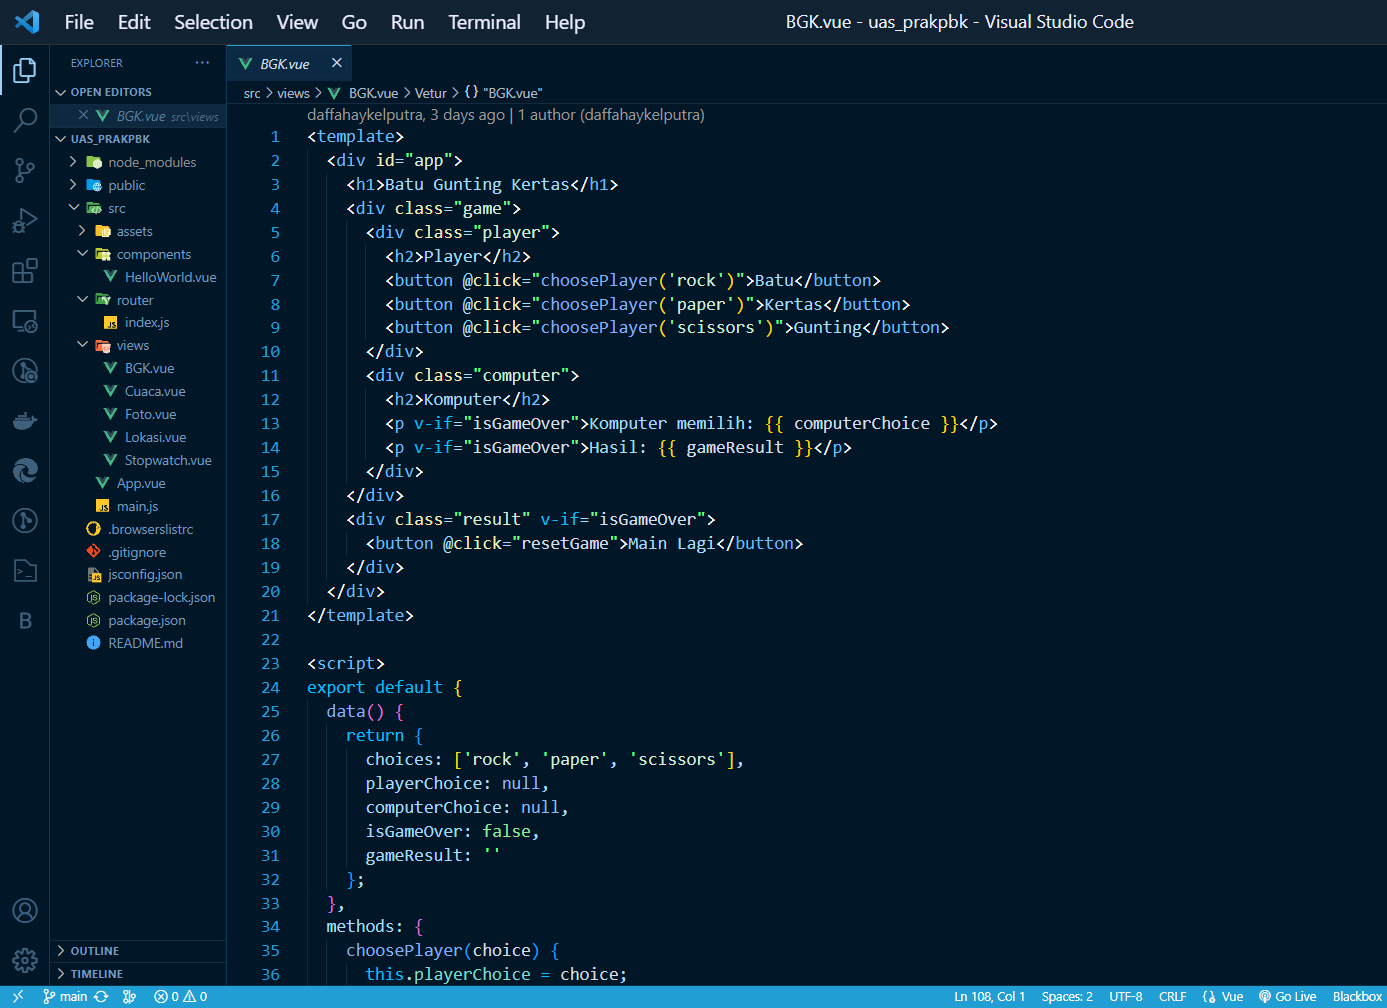 File Edit Selection View Go Run Terminal Help BGK.vue - uas_prakpbk - Visual Studio Code
EXPLORER ···
OPEN EDITORS
BGK.vue src\views
UAS_PRAKPBK
node_modules
public
src
assets
components
HelloWorld.vue
router
index.js
views
BGK.vue
Cuaca.vue
Foto.vue
Lokasi.vue
Stopwatch.vue
App.vue
main.js
.browserslistrc
.gitignore
jsconfig.json
package-lock.json
package.json
README.md
OUTLINE
TIMELINE
BGK.vue
src > views > BGK.vue > Vetur > {} "BGK.vue"
daffahaykelputra, 3 days ago | 1 author (daffahaykelputra)
1 <template>
2 <div id="app">
3 <h1>Batu Gunting Kertas</h1>
4 <div class="game">
5 <div class="player">
6 <h2>Player</h2>
7 <button @click="choosePlayer('rock')">Batu</button>
8 <button @click="choosePlayer('paper')">Kertas</button>
9 <button @click="choosePlayer('scissors')">Gunting</button>
10 </div>
11 <div class="computer">
12 <h2>Komputer</h2>
13 <p v-if="isGameOver">Komputer memilih: {{ computerChoice }}</p>
14 <p v-if="isGameOver">Hasil: {{ gameResult }}</p>
15 </div>
16 </div>
17 <div class="result" v-if="isGameOver">
18 <button @click="resetGame">Main Lagi</button>
19 </div>
20 </div>
21 </template>
22
23 <script>
24 export default {
25 data() {
26 return {
27 choices: ['rock', 'paper', 'scissors'],
28 playerChoice: null,
29 computerChoice: null,
30 isGameOver: false,
31 gameResult: ''
32 };
33 },
34 methods: {
35 choosePlayer(choice) {
36 this.playerChoice = choice;
main 0 0 Ln 108, Col 1 Spaces: 2 UTF-8 CRLF Vue Go Live Blackbox